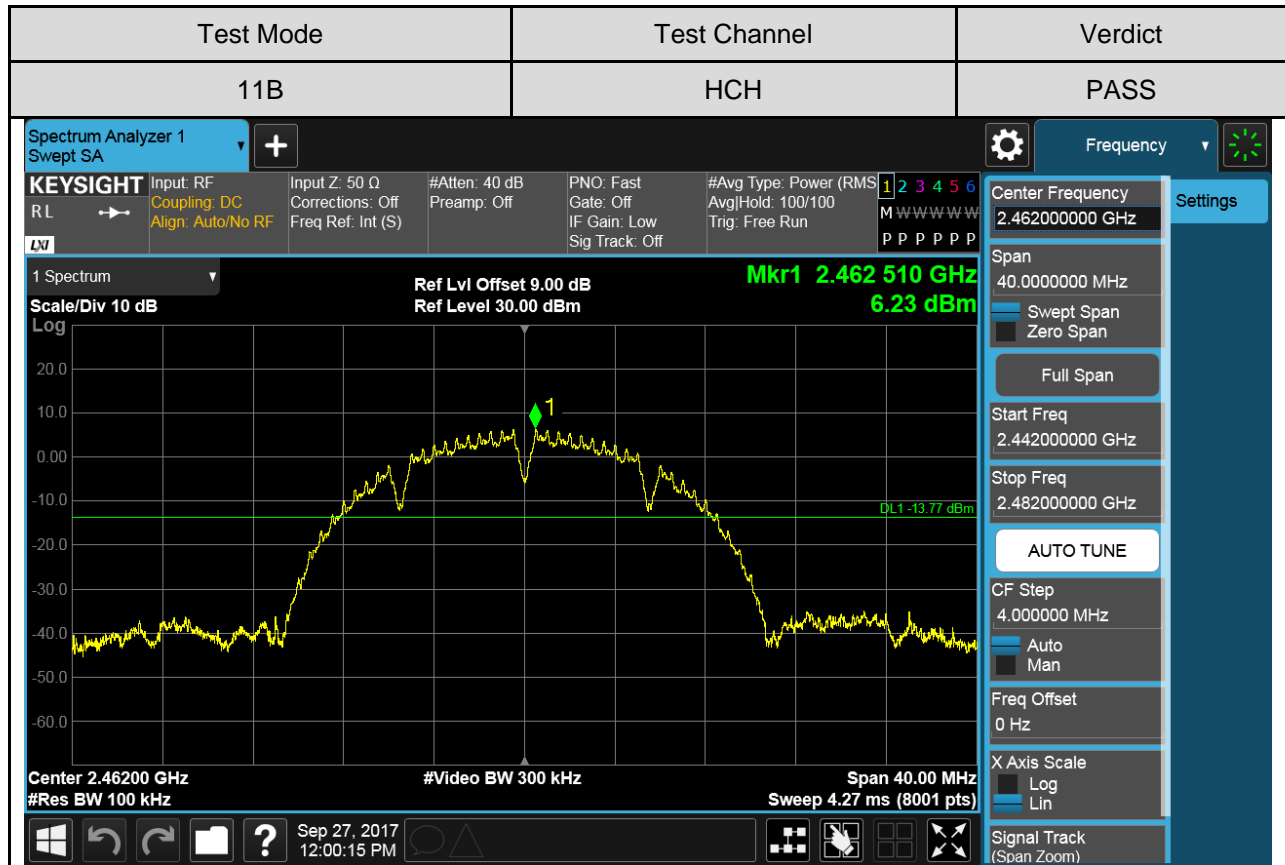 Test Mode Test Channel Verdict
11B HCH PASS
Spectrum Analyzer 1
Swept SA
Frequency
KEYSIGHT
RL
LXI
Input: RF
Coupling: DC
Align: Auto/No RF
Input Z: 50 Ω
Corrections: Off
Freq Ref: Int (S)
#Atten: 40 dB
Preamp: Off
PNO: Fast
Gate: Off
IF Gain: Low
Sig Track: Off
#Avg Type: Power (RMS
Avg|Hold: 100/100
Trig: Free Run
1 2 3 4 5 6
M W W W W W
P P P P P P
Settings
Center Frequency
2.462000000 GHz
Span
40.0000000 MHz
Swept Span
Zero Span
Full Span
Start Freq
2.442000000 GHz
Stop Freq
2.482000000 GHz
AUTO TUNE
CF Step
4.000000 MHz
Auto
Man
Freq Offset
0 Hz
X Axis Scale
Log
Lin
Signal Track
(Span Zoom)
1 Spectrum
Scale/Div 10 dB
Ref Lvl Offset 9.00 dB
Ref Level 30.00 dBm
Mkr1 2.462 510 GHz
6.23 dBm
Log
20.0
10.0
0.00
-10.0
-20.0
-30.0
-40.0
-50.0
-60.0
1
DL1 -13.77 dBm
Center 2.46200 GHz
#Res BW 100 kHz
#Video BW 300 kHz
Span 40.00 MHz
Sweep 4.27 ms (8001 pts)
?
Sep 27, 2017
12:00:15 PM